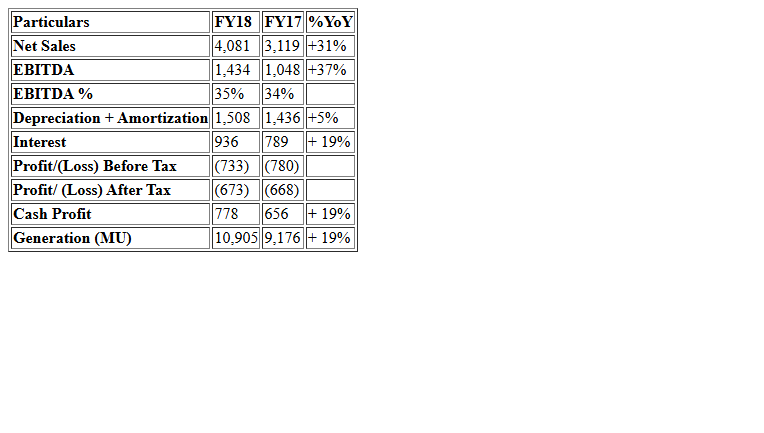 Particulars FY18 FY17 %YoY
Net Sales 4,081 3,119 +31%
EBITDA 1,434 1,048 +37%
EBITDA % 35% 34%
Depreciation + Amortization 1,508 1,436 +5%
Interest 936 789 + 19%
Profit/(Loss) Before Tax (733) (780)
Profit/ (Loss) After Tax (673) (668)
Cash Profit 778 656 + 19%
Generation (MU) 10,905 9,176 + 19%